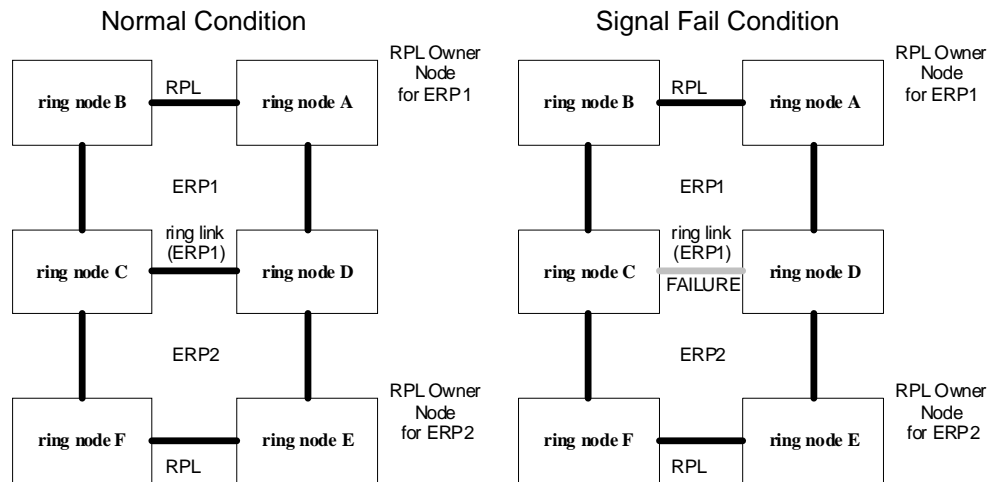 Normal Condition
RPL Owner
Node
for ERP1
ring node B
RPL
ring node A
ERP1
ring link
(ERP1)
ring node C
ring node D
ERP2
RPL Owner
Node
for ERP2
ring node F
RPL
ring node E
Signal Fail Condition
RPL Owner
Node
for ERP1
ring node B
RPL
ring node A
ERP1
ring link
(ERP1)
ring node C
FAILURE
ring node D
ERP2
RPL Owner
Node
for ERP2
ring node F
RPL
ring node E